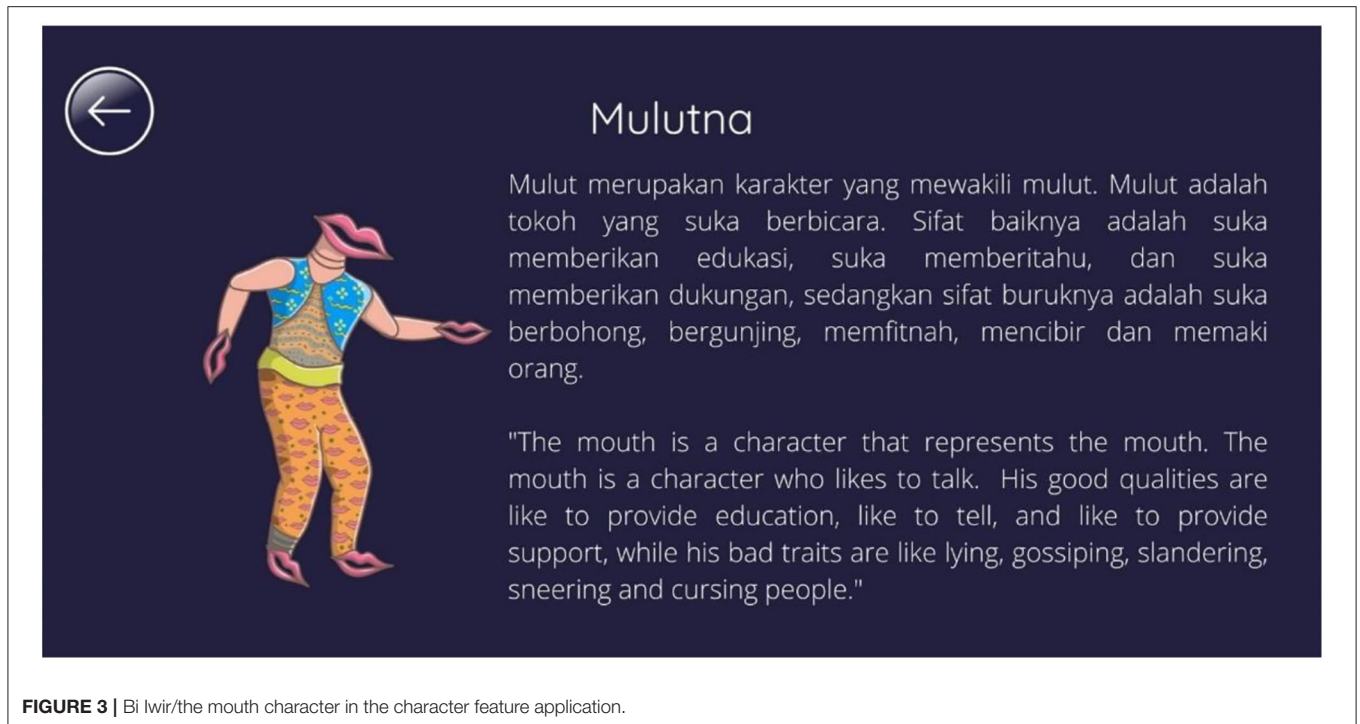 Mulutna
Mulut merupakan karakter yang mewakili mulut. Mulut adalah
tokoh yang suka berbicara. Sifat baiknya adalah suka
memberikan edukasi, suka memberitahu, dan suka
memberikan dukungan, sedangkan sifat buruknya adalah suka
berbohong, bergunjing, memfitnah, mencibir dan memaki
orang.
"The mouth is a character that represents the mouth. The
mouth is a character who likes to talk. His good qualities are
like to provide education, like to tell, and like to provide
support, while his bad traits are like lying, gossiping, slandering,
sneering and cursing people."
FIGURE 3 | Bi Iwir/the mouth character in the character feature application.